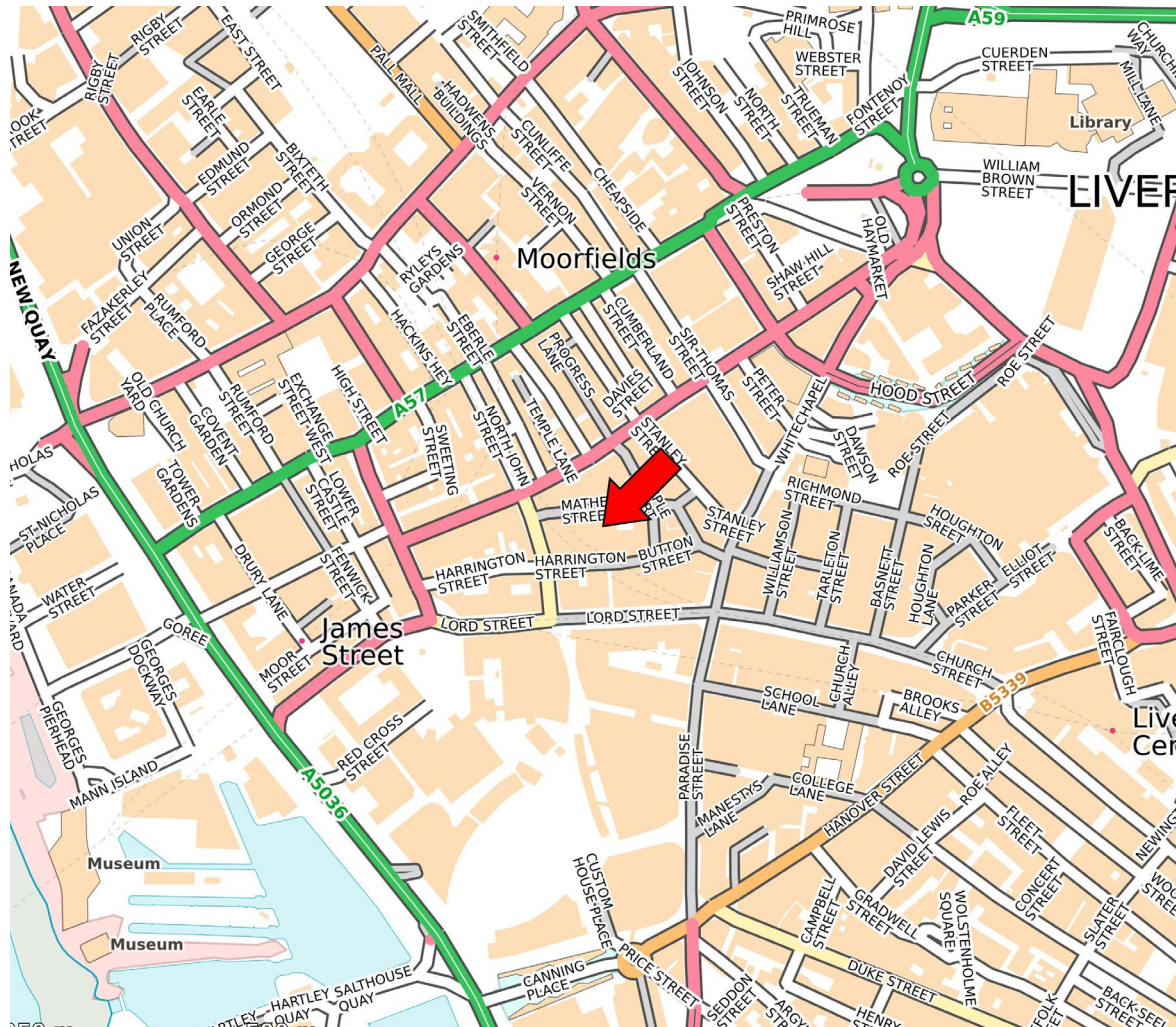 RIGBY
STREET
EAST STREET
PALL MALL
SMITHFIELD
STREET
PRIMROSE
HILL
WEBSTER
STREET
A59
CUERDEN
STREET
CHURCH
WAY
MILL LANE
RIGBY
STREET
EARLE
STREET
HADWENS
BUILDINGS
JOHNSON
STREET
NORTH
STREET
TRUEMAN
STREET
FONTENOY
STREET
Library
EDMUND
STREET
BIXTETH
STREET
CUNLIFFE
STREET
CHEAPSIDE
WILLIAM
BROWN
STREET
LIVER
UNION
STREET
ORMOND
STREET
GEORGE
STREET
VERNON
STREET
PRESTON
STREET
OLD
HAYMARKET
NEW QUAY
FAZAKERLEY
STREET
RUMFORD
PLACE
RYLEYS
GARDENS
Moorfields
SHAW HILL
STREET
HACKINS HEY
EBERLE
STREET
PROGRESS
LANE
CUMBERLAND
STREET
SIR THOMAS
STREET
ROE STREET
OLD CHURCH
YARD
COVENT
GARDEN
RUMFORD
STREET
EXCHANGE
STREET WEST
HIGH STREET
A57
DAVIES
STREET
PETER
STREET
WHITECHAPEL
HOOD STREET
ROE STREET
HOLAS
TOWER
GARDENS
LOWER
CASTLE
STREET
SWEETING
STREET
NORTH JOHN
STREET
TEMPLE LANE
STANLEY
STREET
DAWSON
STREET
ST NICHOLAS
PLACE
DRURY LANE
FENWICK
STREET
STANLEY
STREET
RICHMOND
STREET
HOUGHTON
STREET
BACK LIME
STREET
WATER
STREET
HARRINGTON
STREET
HARRINGTON
STREET
BUTTON
STREET
WILLIAMSON
STREET
TARLETON
STREET
BASNETT
STREET
HOUGHTON
LANE
PARKER
STREET
ELLIOT
STREET
GOREE
MOOR
STREET
James
Street
LORD STREET
LORD STREET
CHURCH
ALLEY
CHURCH
STREET
FAIRCLOUGH
STREET
GEORGES
DOCKWAY
GEORGES
PIERHEAD
MANN ISLAND
RED CROSS
STREET
A5036
PARADISE
STREET
SCHOOL
LANE
BROOKS
ALLEY
B5339
MANESTYS
LANE
COLLEGE
LANE
HANOVER STREET
ROE ALLEY
FLEET
STREET
Museum
Museum
CUSTOM
HOUSE PLACE
DAVID LEWIS
STREET
CONCERT
STREET
CAMPBELL
STREET
GRADWELL
STREET
WOLSTENHOLME
SQUARE
SLATER
STREET
CANNING
PLACE
PRICE STREET
DUKE STREET
HARTLEY
QUAY
SALTHOUSE
QUAY
SEDDON
STREET
HENRY